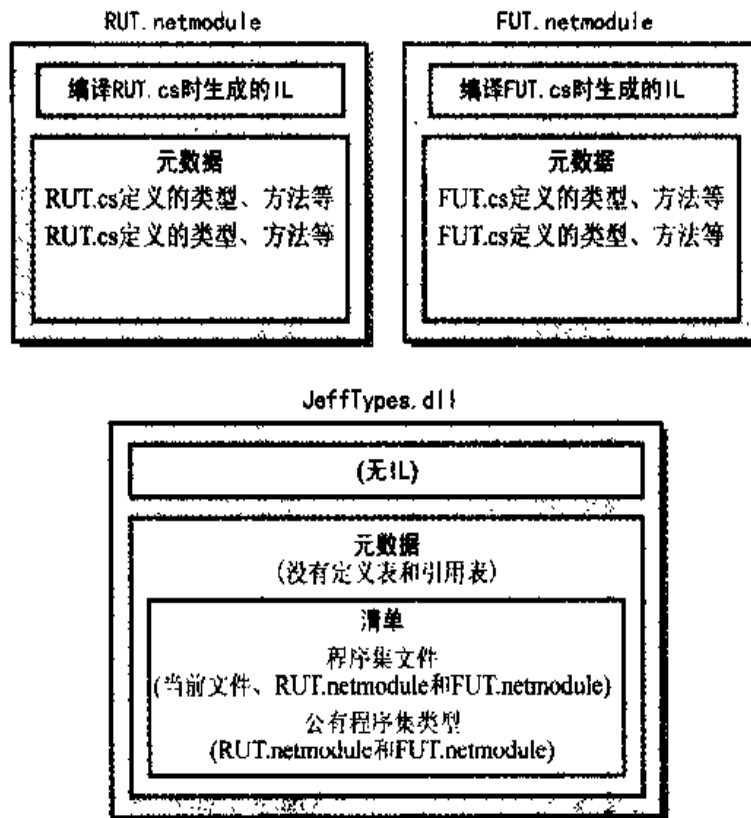 RUT.netmodule
编译RUT.cs时生成的IL
元数据
RUT.cs定义的类型、方法等
RUT.cs定义的类型、方法等
FUT.netmodule
编译FUT.cs时生成的IL
元数据
FUT.cs定义的类型、方法等
FUT.cs定义的类型、方法等
JeffTypes.dll
(无IL)
元数据
(没有定义表和引用表)
清单
程序集文件
(当前文件、RUT.netmodule和FUT.netmodule)
公有程序集类型
(RUT.netmodule和FUT.netmodule)